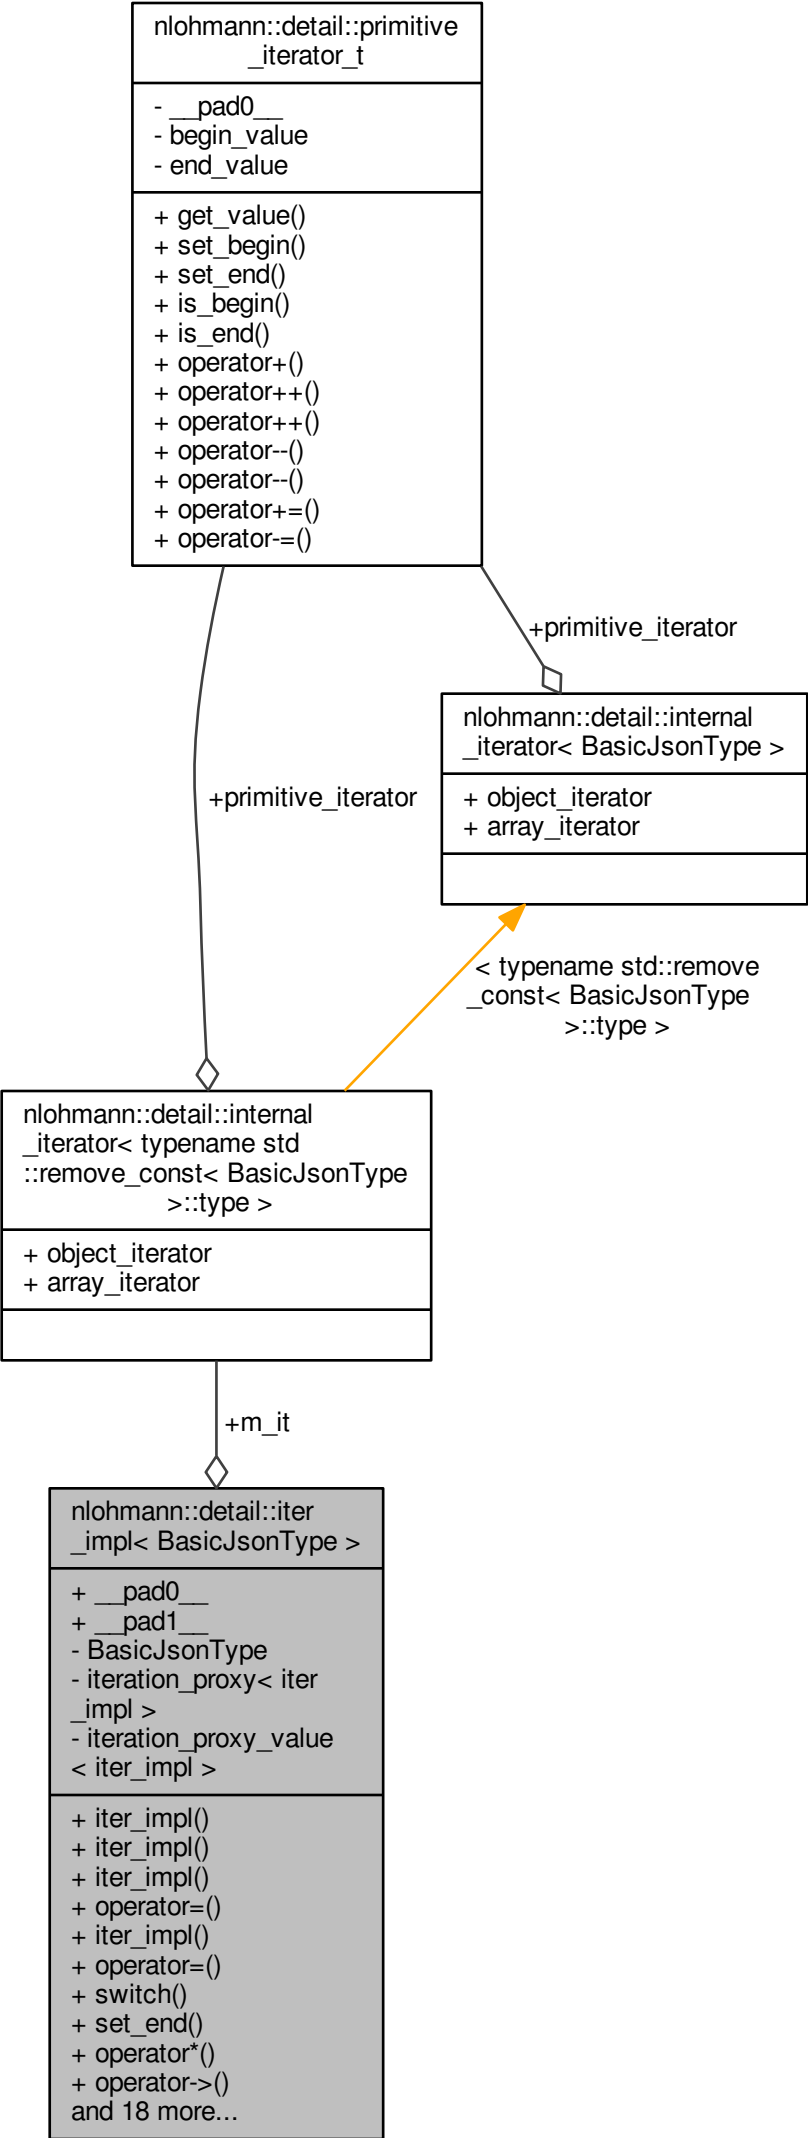 nlohmann::detail::primitive
_iterator_t
- __pad0__
- begin_value
- end_value
+ get_value()
+ set_begin()
+ set_end()
+ is_begin()
+ is_end()
+ operator+()
+ operator++()
+ operator++()
+ operator--()
+ operator--()
+ operator+=()
+ operator-=()
+primitive_iterator
nlohmann::detail::internal
_iterator< BasicJsonType >
+ object_iterator
+ array_iterator
+primitive_iterator
< typename std::remove
_const< BasicJsonType
>::type >
nlohmann::detail::internal
_iterator< typename std
::remove_const< BasicJsonType
>::type >
+ object_iterator
+ array_iterator
+m_it
nlohmann::detail::iter
_impl< BasicJsonType >
+ __pad0__
+ __pad1__
- BasicJsonType
- iteration_proxy< iter
_impl >
- iteration_proxy_value
< iter_impl >
+ iter_impl()
+ iter_impl()
+ iter_impl()
+ operator=()
+ iter_impl()
+ operator=()
+ switch()
+ set_end()
+ operator*()
+ operator->()
and 18 more...